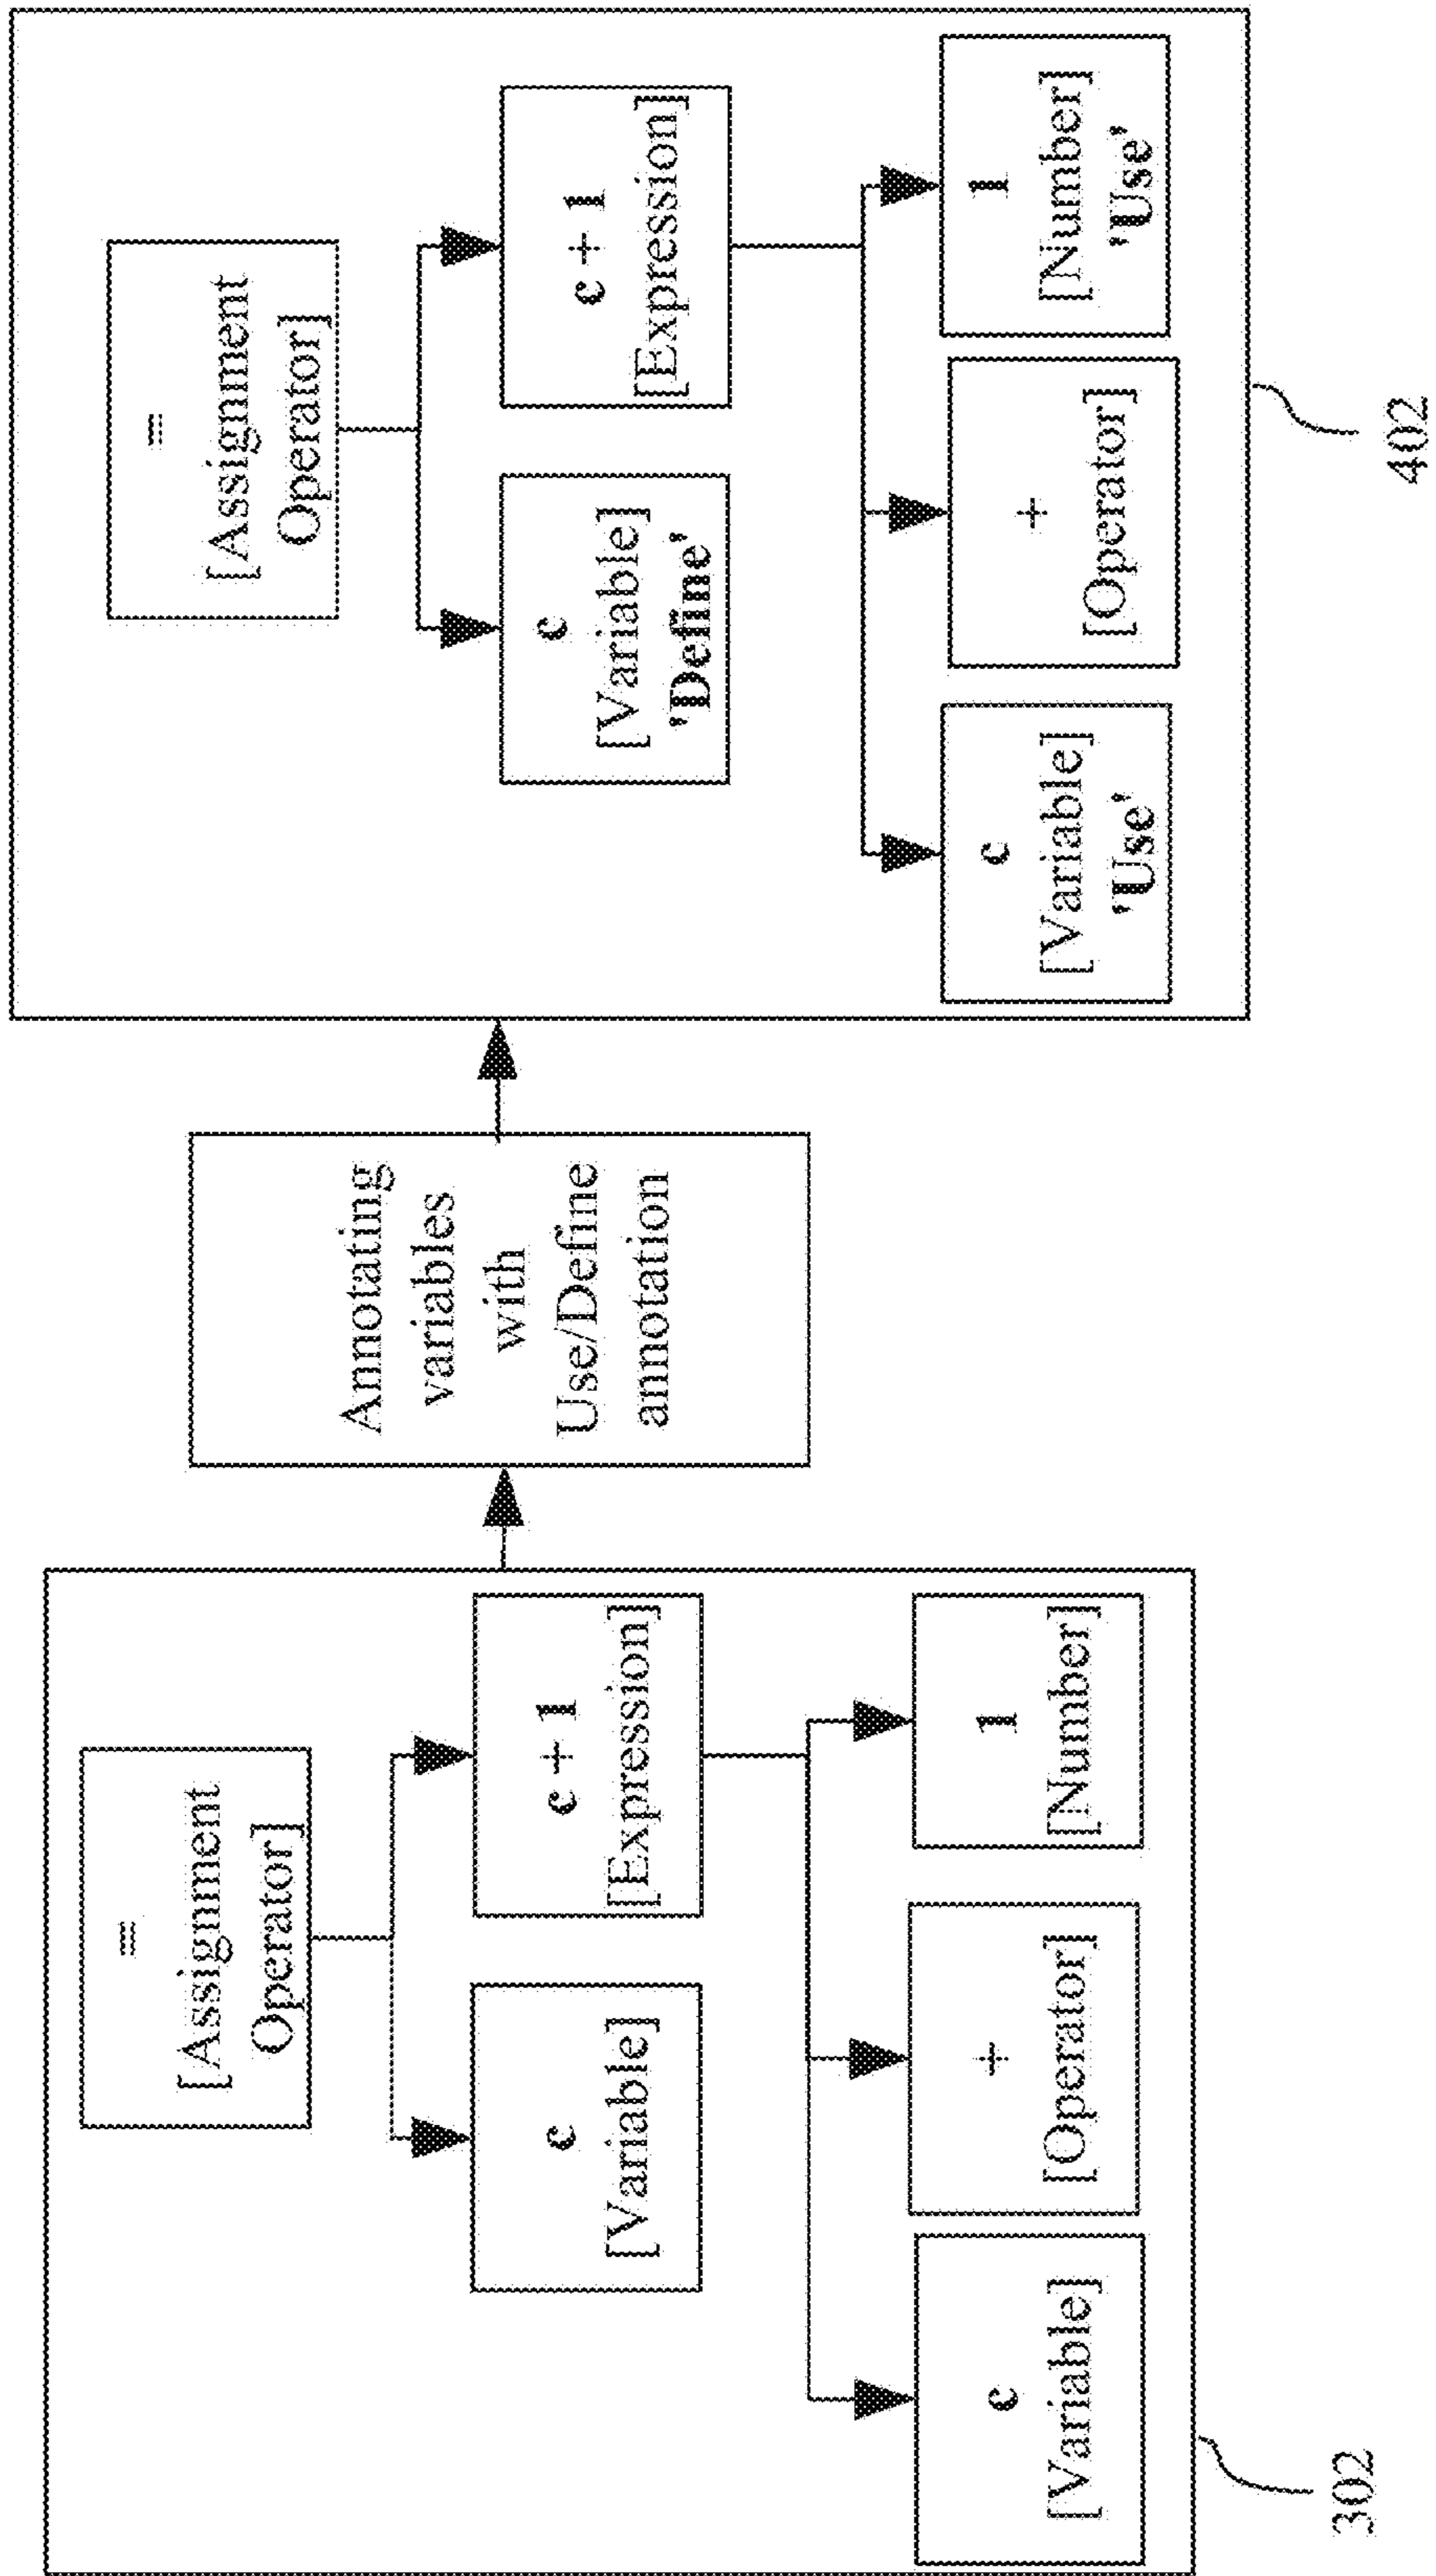 =
[Assignment
Operator]
c
[Variable]
c + 1
[Expression]
c
[Variable]
+
[Operator]
1
[Number]
302
Annotating
variables
with
Use/Define
annotation
=
[Assignment
Operator]
c
[Variable]
'Define'
c + 1
[Expression]
c
[Variable]
'Use'
+
[Operator]
1
[Number]
'Use'
402